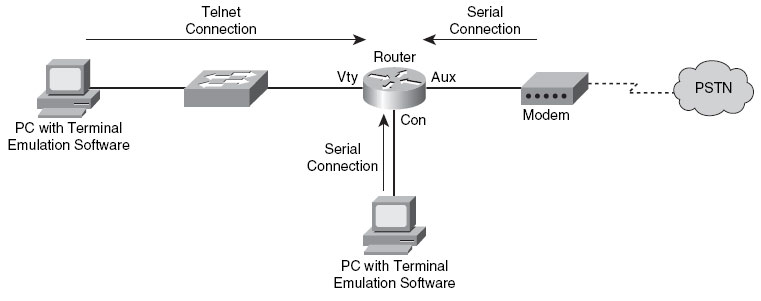 Telnet
Connection
Serial
Connection
Router
Vty
Aux
PSTN
PC with Terminal
Emulation Software
Con
Modem
Serial
Connection
PC with Terminal
Emulation Software